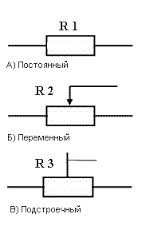 R 1
А) Постоянный
R 2
Б) Переменный
R 3
В) Подстроечный